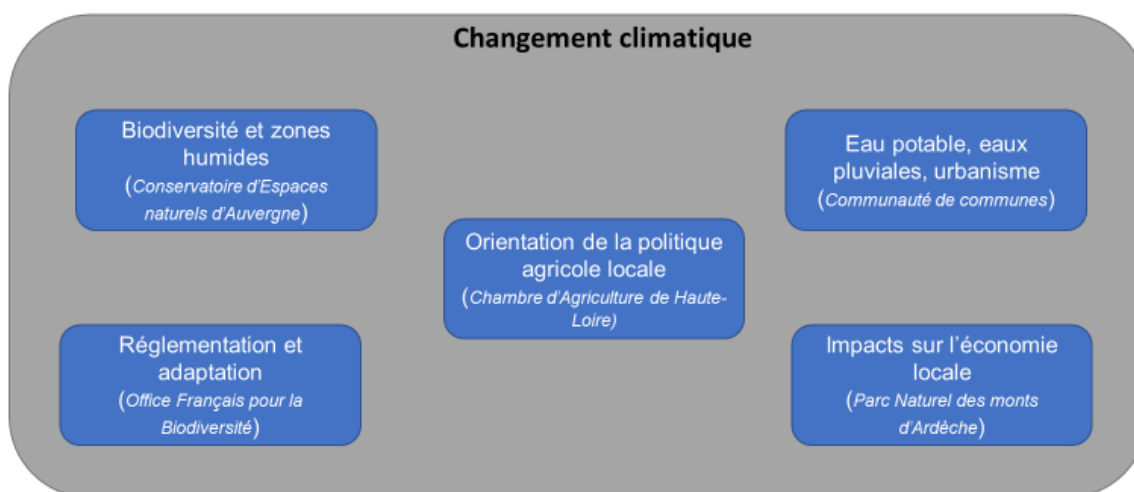 Changement climatique
Biodiversité et zones
humides
(Conservatoire d'Espaces
naturels d'Auvergne)
Eau potable, eaux
pluviales, urbanisme
(Communauté de communes)
Orientation de la politique
agricole locale
(Chambre d'Agriculture de Haute-
Loire)
Réglementation et
adaptation
(Office Français pour la
Biodiversité)
Impacts sur l'économie
locale
(Parc Naturel des monts
d'Ardèche)